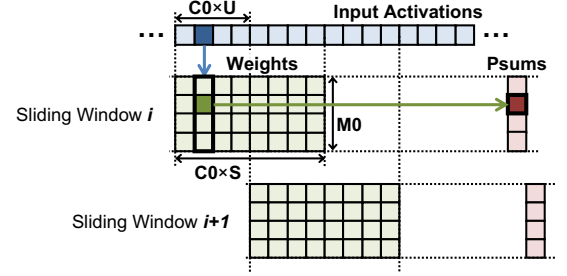 C0×U
Input Activations
... ...
Weights
Psums
Sliding Window i
M0
C0×S
Sliding Window i+1